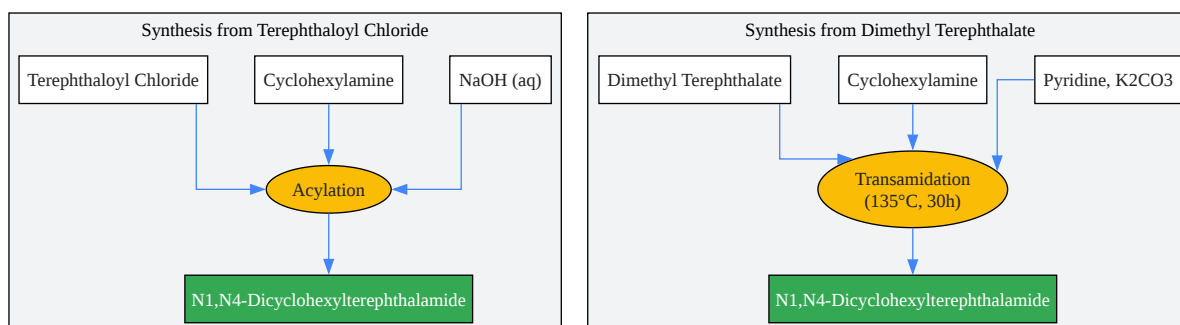 Synthesis from Terephthaloyl Chloride
Terephthaloyl Chloride
Cyclohexylamine
NaOH (aq)
Acylation
N1,N4-Dicyclohexylterephthalamide
Synthesis from Dimethyl Terephthalate
Dimethyl Terephthalate
Cyclohexylamine
Pyridine, K2CO3
Transamidation
(135°C, 30h)
N1,N4-Dicyclohexylterephthalamide